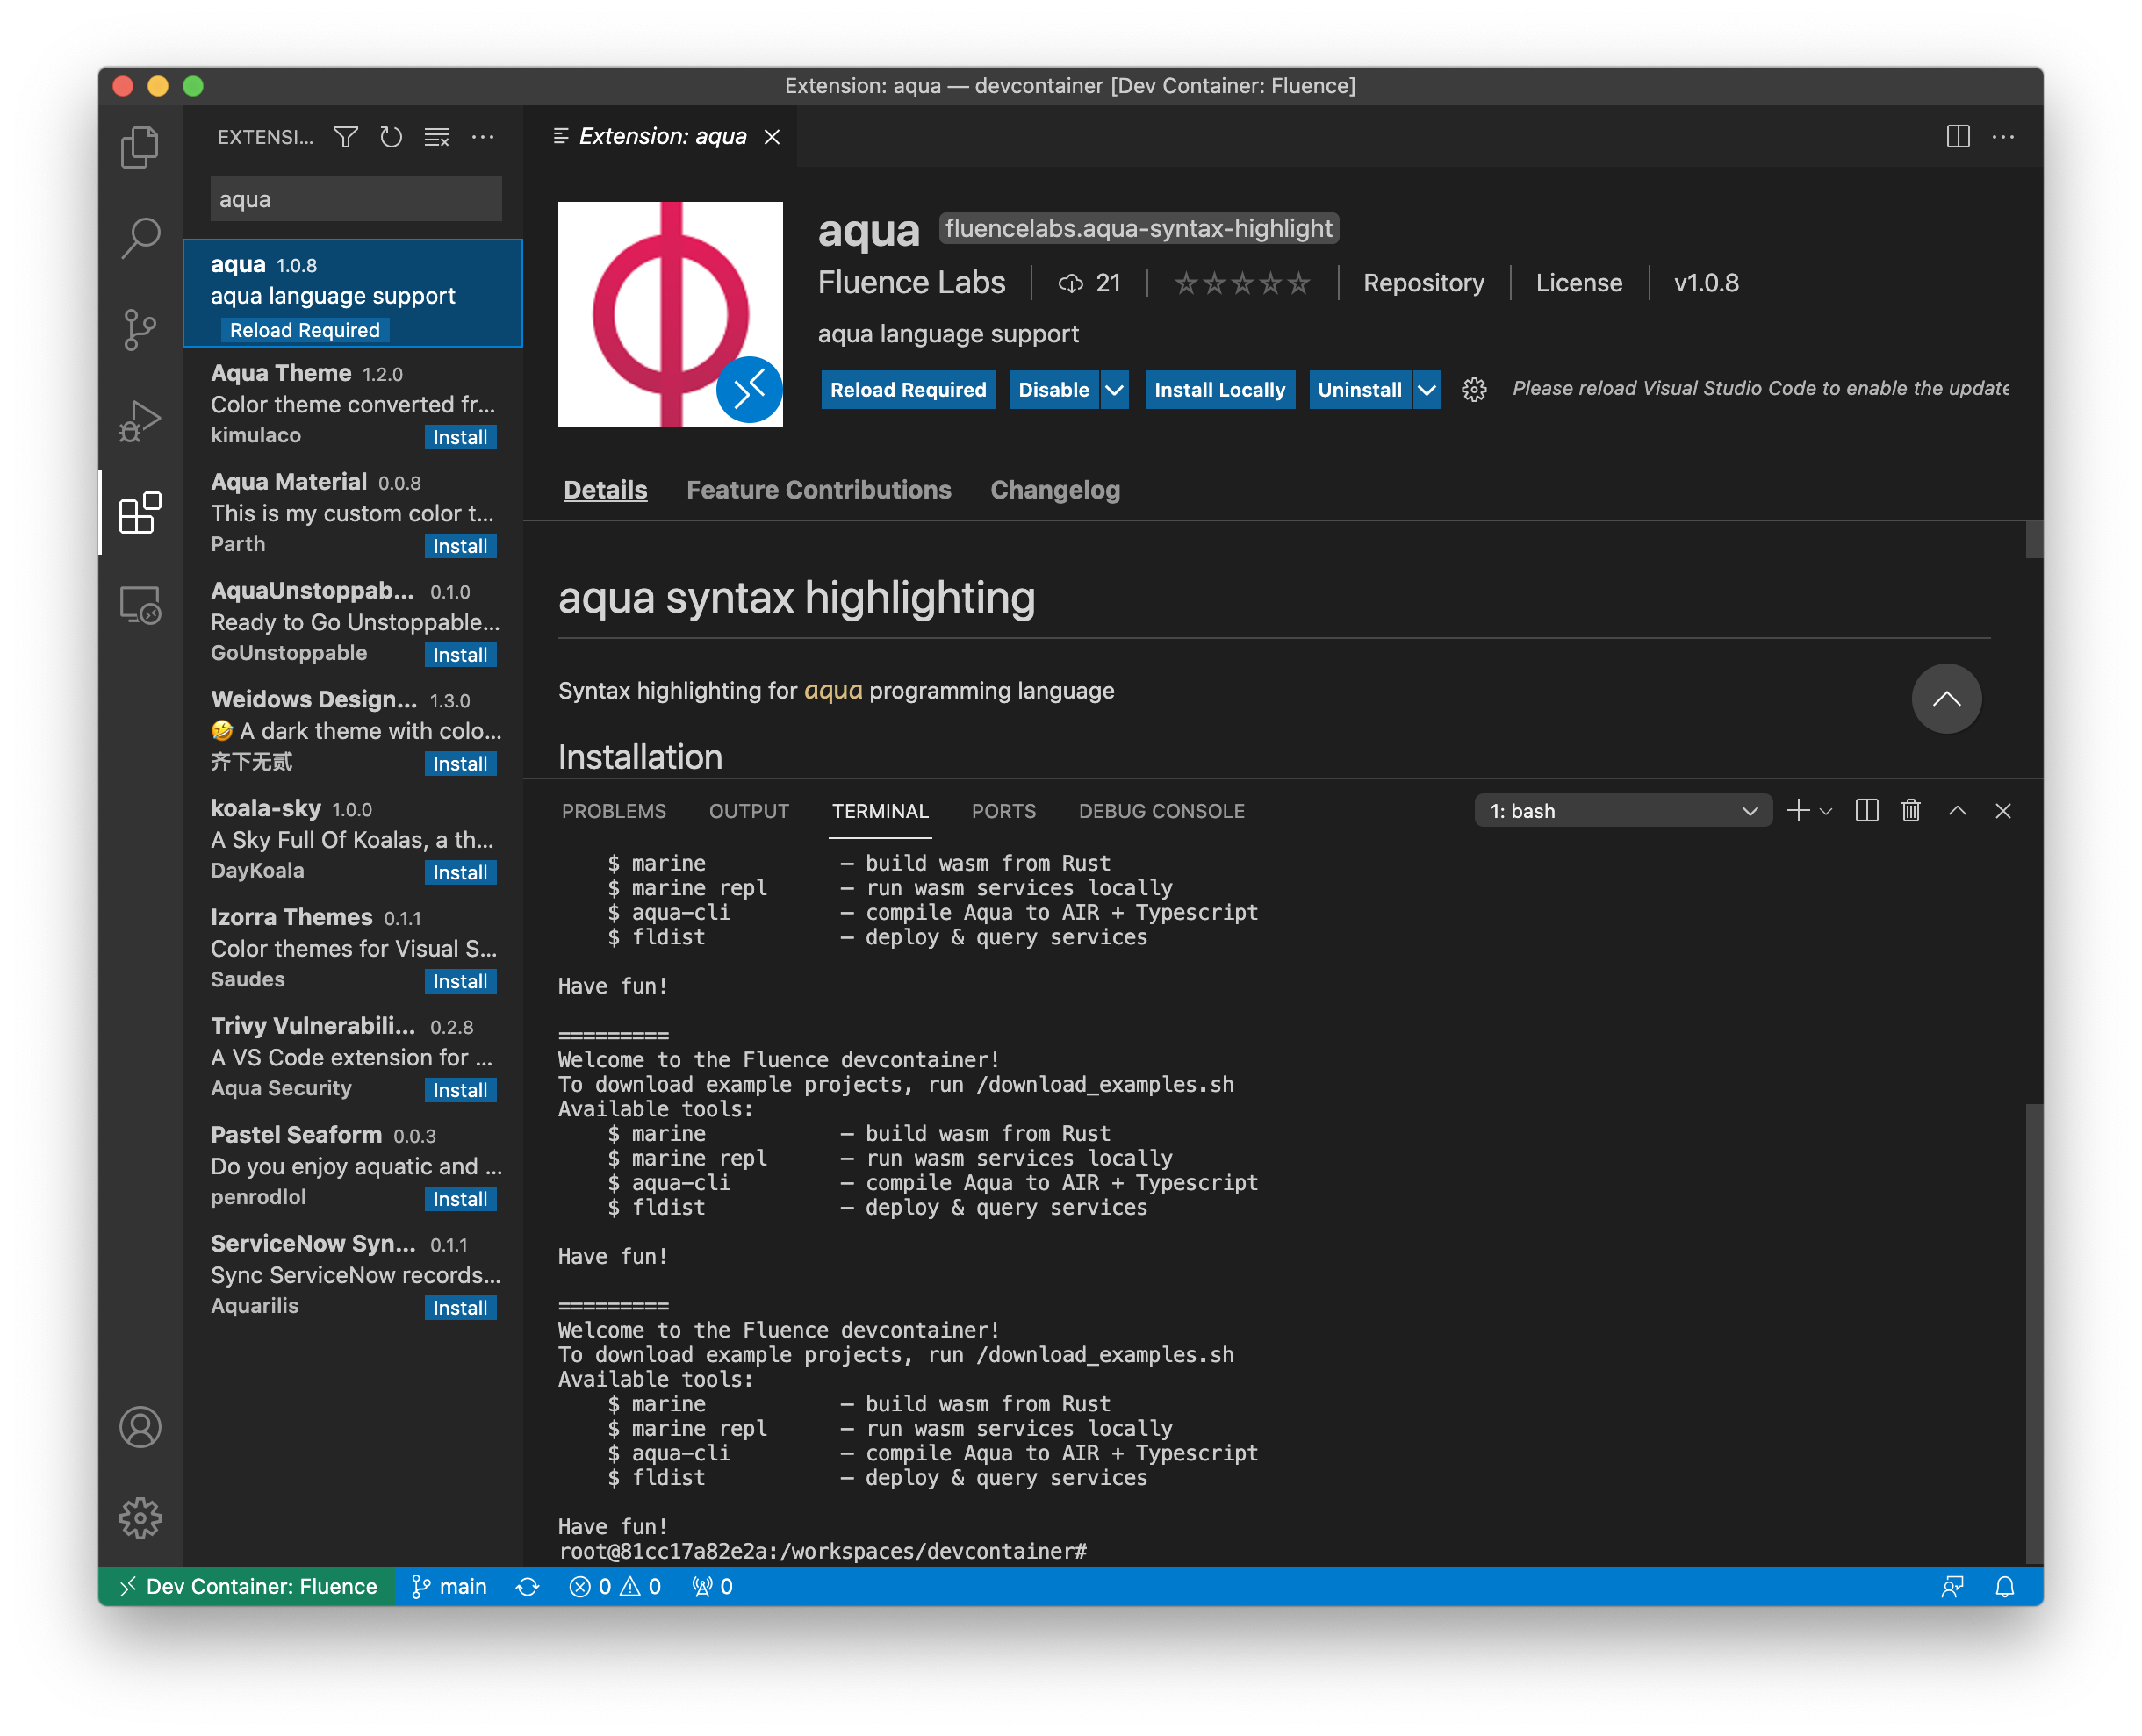 Extension: aqua — devcontainer [Dev Container: Fluence]
EXTENSI...
aqua
aqua 1.0.8
aqua language support
Reload Required
Aqua Theme 1.2.0
Color theme converted fr...
kimulaco Install
Aqua Material 0.0.8
This is my custom color t...
Parth Install
AquaUnstoppab... 0.1.0
Ready to Go Unstoppable...
GoUnstoppable Install
Weidows Design... 1.3.0
🤣 A dark theme with colo...
齐下无贰 Install
koala-sky 1.0.0
A Sky Full Of Koalas, a th...
DayKoala Install
Izorra Themes 0.1.1
Color themes for Visual S...
Saudes Install
Trivy Vulnerabili... 0.2.8
A VS Code extension for ...
Aqua Security Install
Pastel Seaform 0.0.3
Do you enjoy aquatic and ...
penrodlol Install
ServiceNow Syn... 0.1.1
Sync ServiceNow records...
Aquarilis Install
Extension: aqua
aqua fluencelabs.aqua-syntax-highlight
Fluence Labs 21 Repository License v1.0.8
aqua language support
Reload Required Disable Install Locally Uninstall Please reload Visual Studio Code to enable the update
Details Feature Contributions Changelog
aqua syntax highlighting
Syntax highlighting for aqua programming language
Installation
PROBLEMS OUTPUT TERMINAL PORTS DEBUG CONSOLE 1: bash
$ marine — build wasm from Rust
$ marine repl — run wasm services locally
$ aqua-cli — compile Aqua to AIR + Typescript
$ fldist — deploy & query services
Have fun!
=========
Welcome to the Fluence devcontainer!
To download example projects, run /download_examples.sh
Available tools:
$ marine — build wasm from Rust
$ marine repl — run wasm services locally
$ aqua-cli — compile Aqua to AIR + Typescript
$ fldist — deploy & query services
Have fun!
=========
Welcome to the Fluence devcontainer!
To download example projects, run /download_examples.sh
Available tools:
$ marine — build wasm from Rust
$ marine repl — run wasm services locally
$ aqua-cli — compile Aqua to AIR + Typescript
$ fldist — deploy & query services
Have fun!
root@81cc17a82e2a:/workspaces/devcontainer#
Dev Container: Fluence main 0 0 0